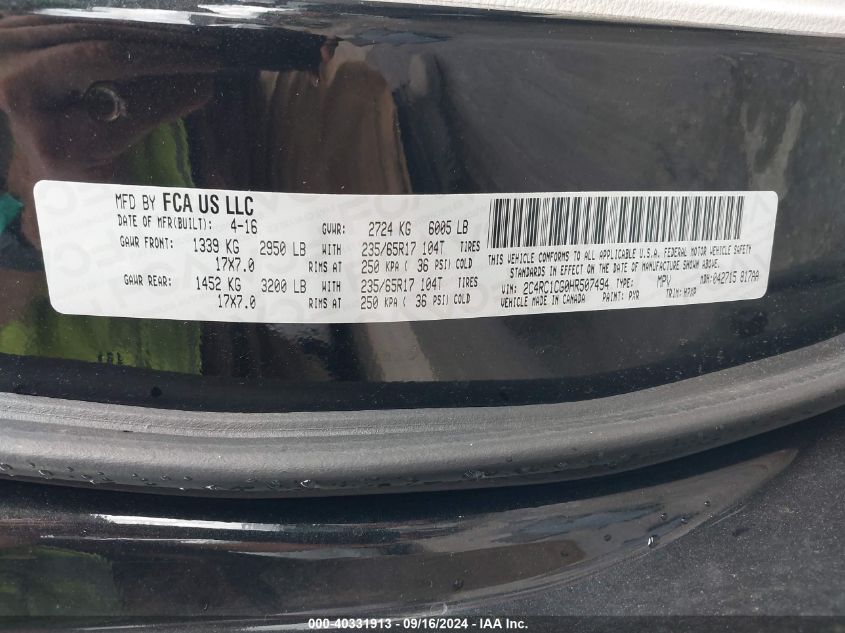 MFD BY FCA US LLC
DATE OF MFR(BUILT): 4-16 GVWR: 2724 KG 6005 LB
GAWR FRONT: 1339 KG 2950 LB WITH 235/65R17 104T TIRES
17X7.0 RIMS AT 250 KPA ( 36 PSI) COLD
GAWR REAR: 1452 KG 3200 LB WITH 235/65R17 104T TIRES
17X7.0 RIMS AT 250 KPA ( 36 PSI) COLD
THIS VEHICLE CONFORMS TO ALL APPLICABLE U.S.A. FEDERAL MOTOR VEHICLE SAFETY
STANDARDS IN EFFECT ON THE DATE OF MANUFACTURE SHOWN ABOVE.
VIN: 2C4RC1CG0HR507494 TYPE: MPV MDH: 042715 817AA
VEHICLE MADE IN CANADA PAINT: PXR TRIM:
000-40331913 - 09/16/2024 - IAA Inc.